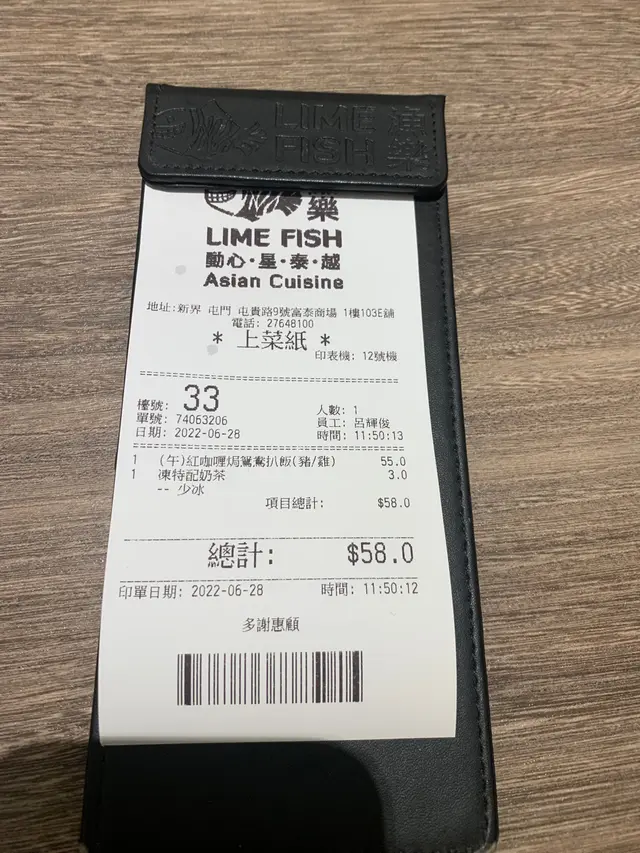 LIME 漁
FISH 樂
樂
LIME FISH
動心·星·泰·越
Asian Cuisine
地址:新界 屯門 屯貴路9號富泰商場 1樓103E舖
電話: 27648100
* 上菜紙 *
印表機: 12號機
檯號: 33 人數: 1
單號: 74063206 員工: 呂輝俊
日期: 2022-06-28 時間: 11:50:13
1 (午)紅咖喱焗鴛鴦扒飯(豬/雞) 55.0
1 凍特配奶茶 3.0
-- 少冰
項目總計: $58.0
總計: $58.0
印單日期: 2022-06-28 時間: 11:50:12
多謝惠顧